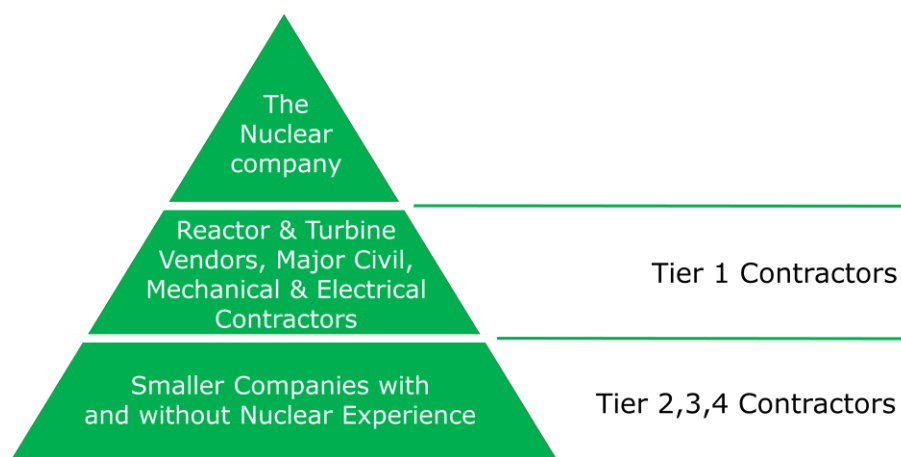 The
Nuclear
company
Reactor & Turbine
Vendors, Major Civil,
Mechanical & Electrical
Contractors
Tier 1 Contractors
Smaller Companies with
and without Nuclear Experience
Tier 2,3,4 Contractors